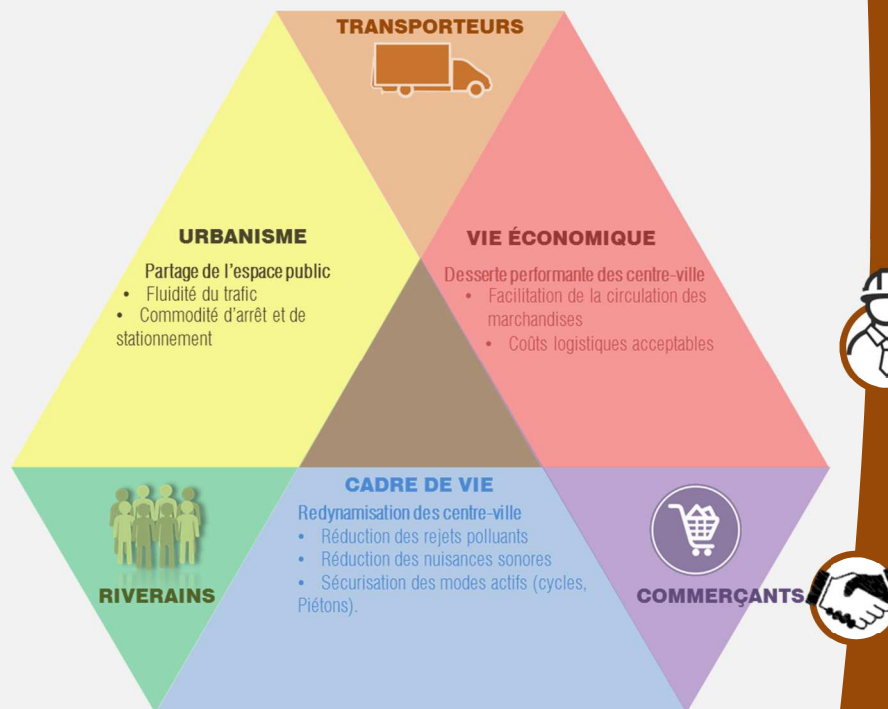 TRANSPORTEURS
URBANISME
Partage de l'espace public
• Fluidité du trafic
• Commodité d'arrêt et de
stationnement
VIE ÉCONOMIQUE
Desserte performante des centre-ville
• Facilitation de la circulation des
marchandises
• Coûts logistiques acceptables
CADRE DE VIE
Redynamisation des centre-ville
• Réduction des rejets polluants
• Réduction des nuisances sonores
• Sécurisation des modes actifs (cycles,
Piétons).
RIVERAINS
COMMERÇANTS